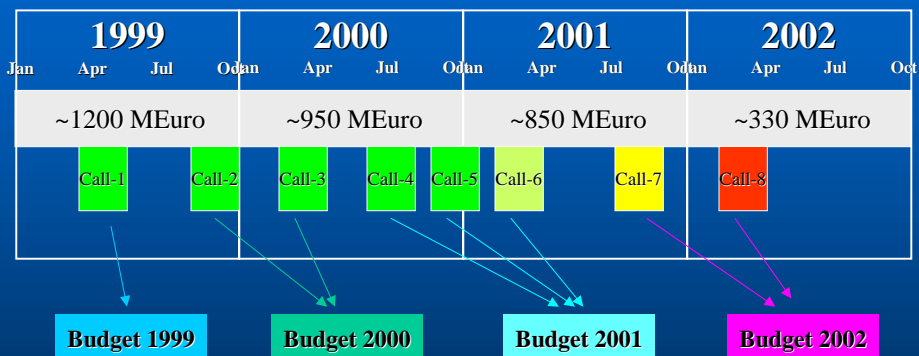 1999 2000 2001 2002
Jan Apr Jul Oct Jan Apr Jul Oct Jan Apr Jul Oct Jan Apr Jul Oct
~1200 MEuro ~950 MEuro ~850 MEuro ~330 MEuro
Call-1 Call-2 Call-3 Call-4 Call-5 Call-6 Call-7 Call-8
Budget 1999 Budget 2000 Budget 2001 Budget 2002